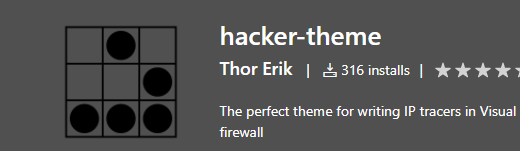 hacker-theme
Thor Erik | 316 installs |
The perfect theme for writing IP tracers in Visual
firewall